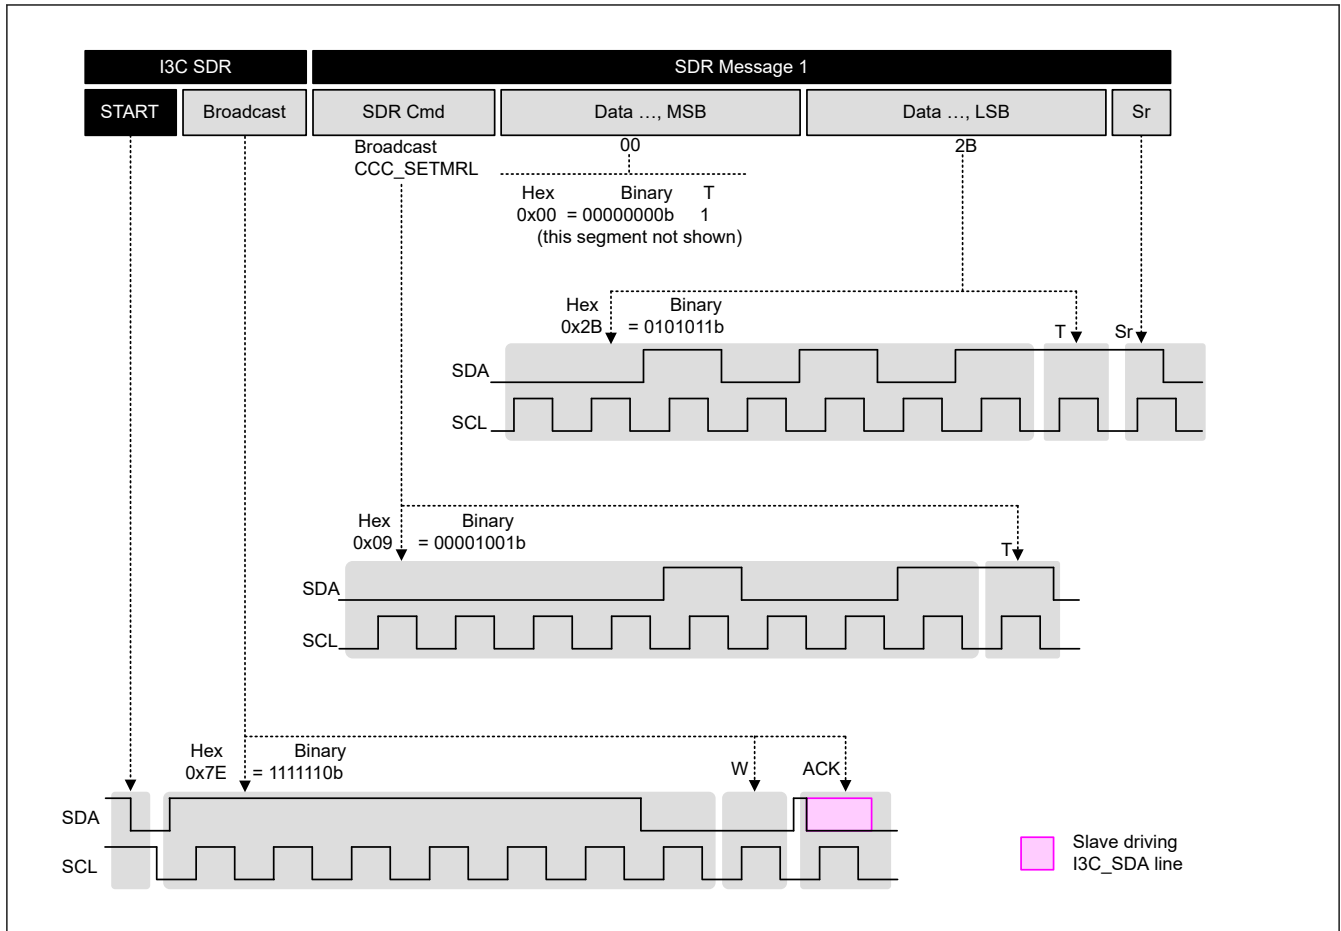 I3C SDR
SDR Message 1
START
Broadcast
SDR Cmd
Data …, MSB
Data …, LSB
Sr
Broadcast
CCC_SETMRL
00
2B
Hex Binary T
0x00 = 00000000b 1
(this segment not shown)
Hex Binary
0x2B = 0101011b
T
Sr
SDA
SCL
Hex Binary
0x09 = 00001001b
T
SDA
SCL
Hex Binary
0x7E = 1111110b
W
ACK
SDA
SCL
Slave driving
I3C_SDA line